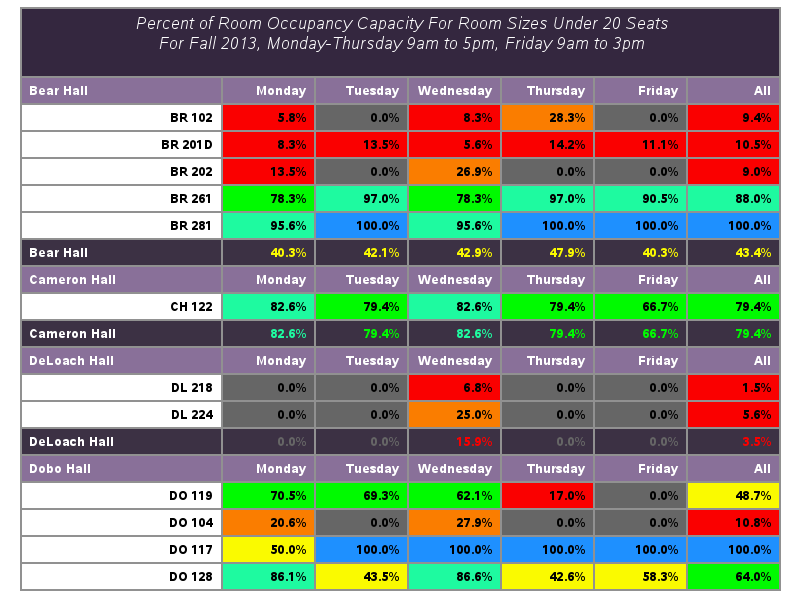 Percent of Room Occupancy Capacity For Room Sizes Under 20 Seats
For Fall 2013, Monday-Thursday 9am to 5pm, Friday 9am to 3pm
Bear Hall Monday Tuesday Wednesday Thursday Friday All
BR 102 5.8% 0.0% 8.3% 28.3% 0.0% 9.4%
BR 201D 8.3% 13.5% 5.6% 14.2% 11.1% 10.5%
BR 202 13.5% 0.0% 26.9% 0.0% 0.0% 9.0%
BR 261 78.3% 97.0% 78.3% 97.0% 90.5% 88.0%
BR 281 95.6% 100.0% 95.6% 100.0% 100.0% 100.0%
Bear Hall 40.3% 42.1% 42.9% 47.9% 40.3% 43.4%
Cameron Hall Monday Tuesday Wednesday Thursday Friday All
CH 122 82.6% 79.4% 82.6% 79.4% 66.7% 79.4%
Cameron Hall 82.6% 79.4% 82.6% 79.4% 66.7% 79.4%
DeLoach Hall Monday Tuesday Wednesday Thursday Friday All
DL 218 0.0% 0.0% 6.8% 0.0% 0.0% 1.5%
DL 224 0.0% 0.0% 25.0% 0.0% 0.0% 5.6%
DeLoach Hall 0.0% 0.0% 15.9% 0.0% 0.0% 3.5%
Dobo Hall Monday Tuesday Wednesday Thursday Friday All
DO 119 70.5% 69.3% 62.1% 17.0% 0.0% 48.7%
DO 104 20.6% 0.0% 27.9% 0.0% 0.0% 10.8%
DO 117 50.0% 100.0% 100.0% 100.0% 100.0% 100.0%
DO 128 86.1% 43.5% 86.6% 42.6% 58.3% 64.0%